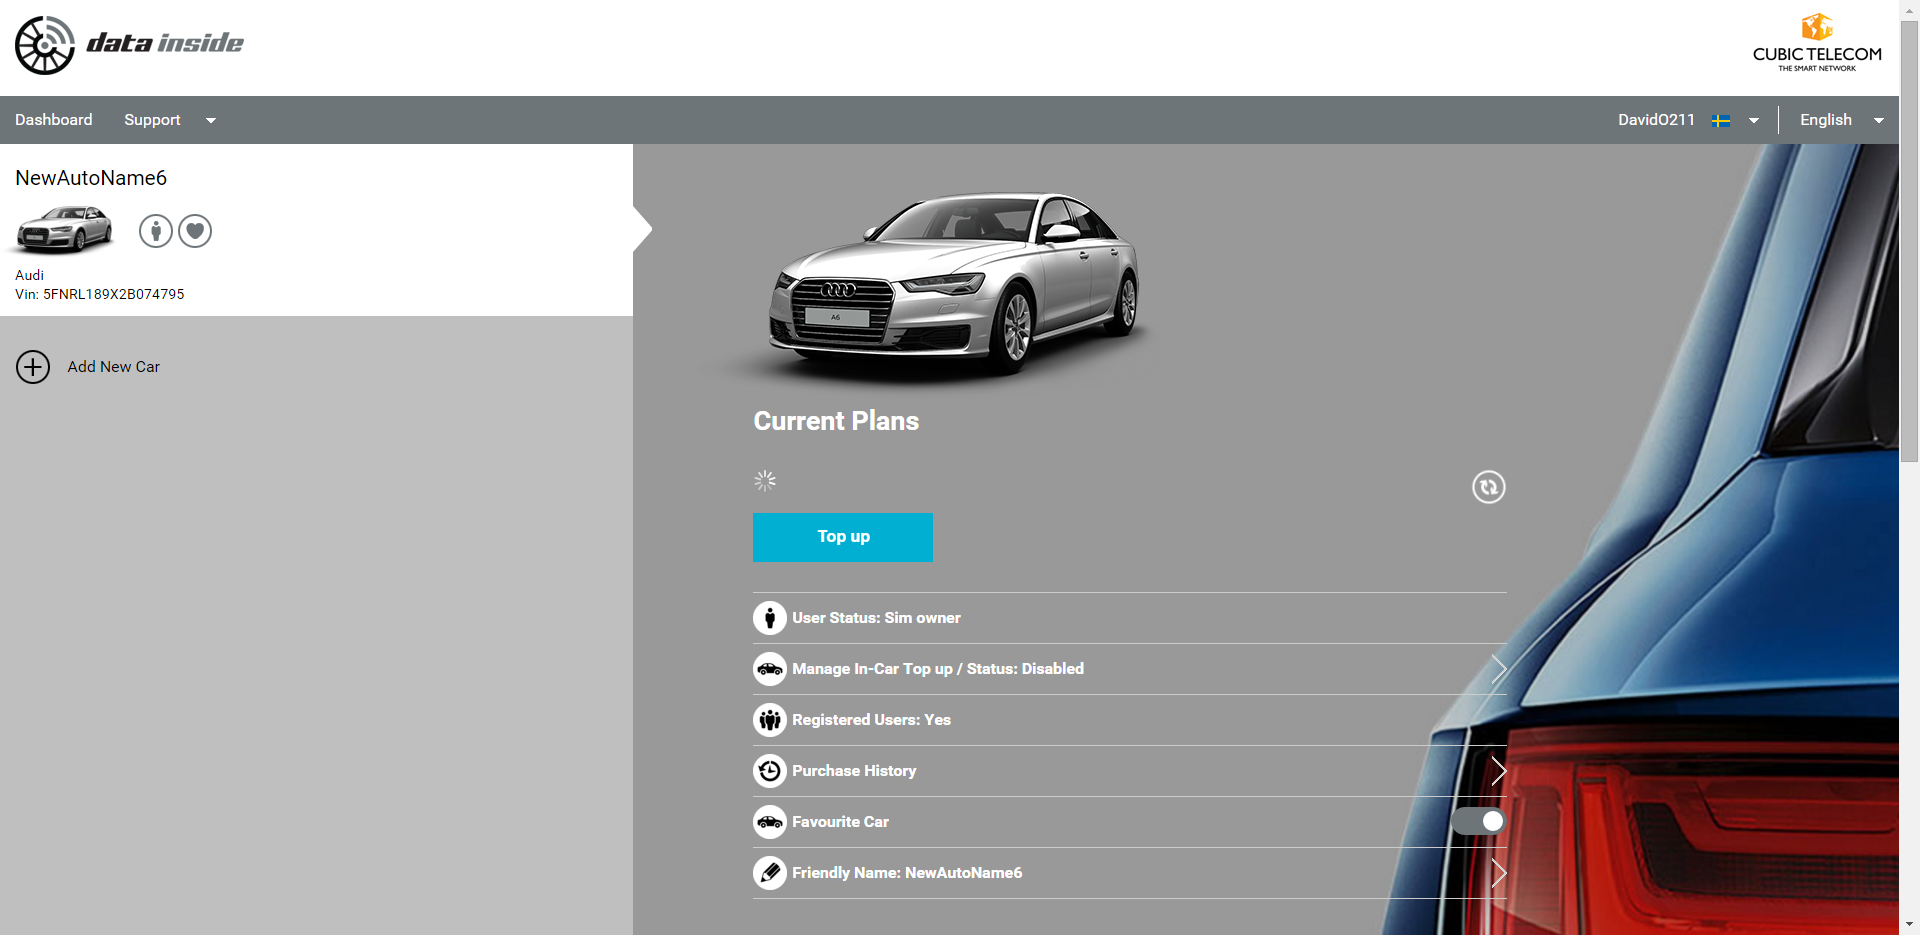 data inside
CUBIC TELECOM
THE SMART NETWORK
Dashboard
Support
DavidO211
English
NewAutoName6
Audi
Vin: 5FNRL189X2B074795
Add New Car
A6
Current Plans
Top up
User Status: Sim owner
Manage In-Car Top up / Status: Disabled
Registered Users: Yes
Purchase History
Favourite Car
Friendly Name: NewAutoName6